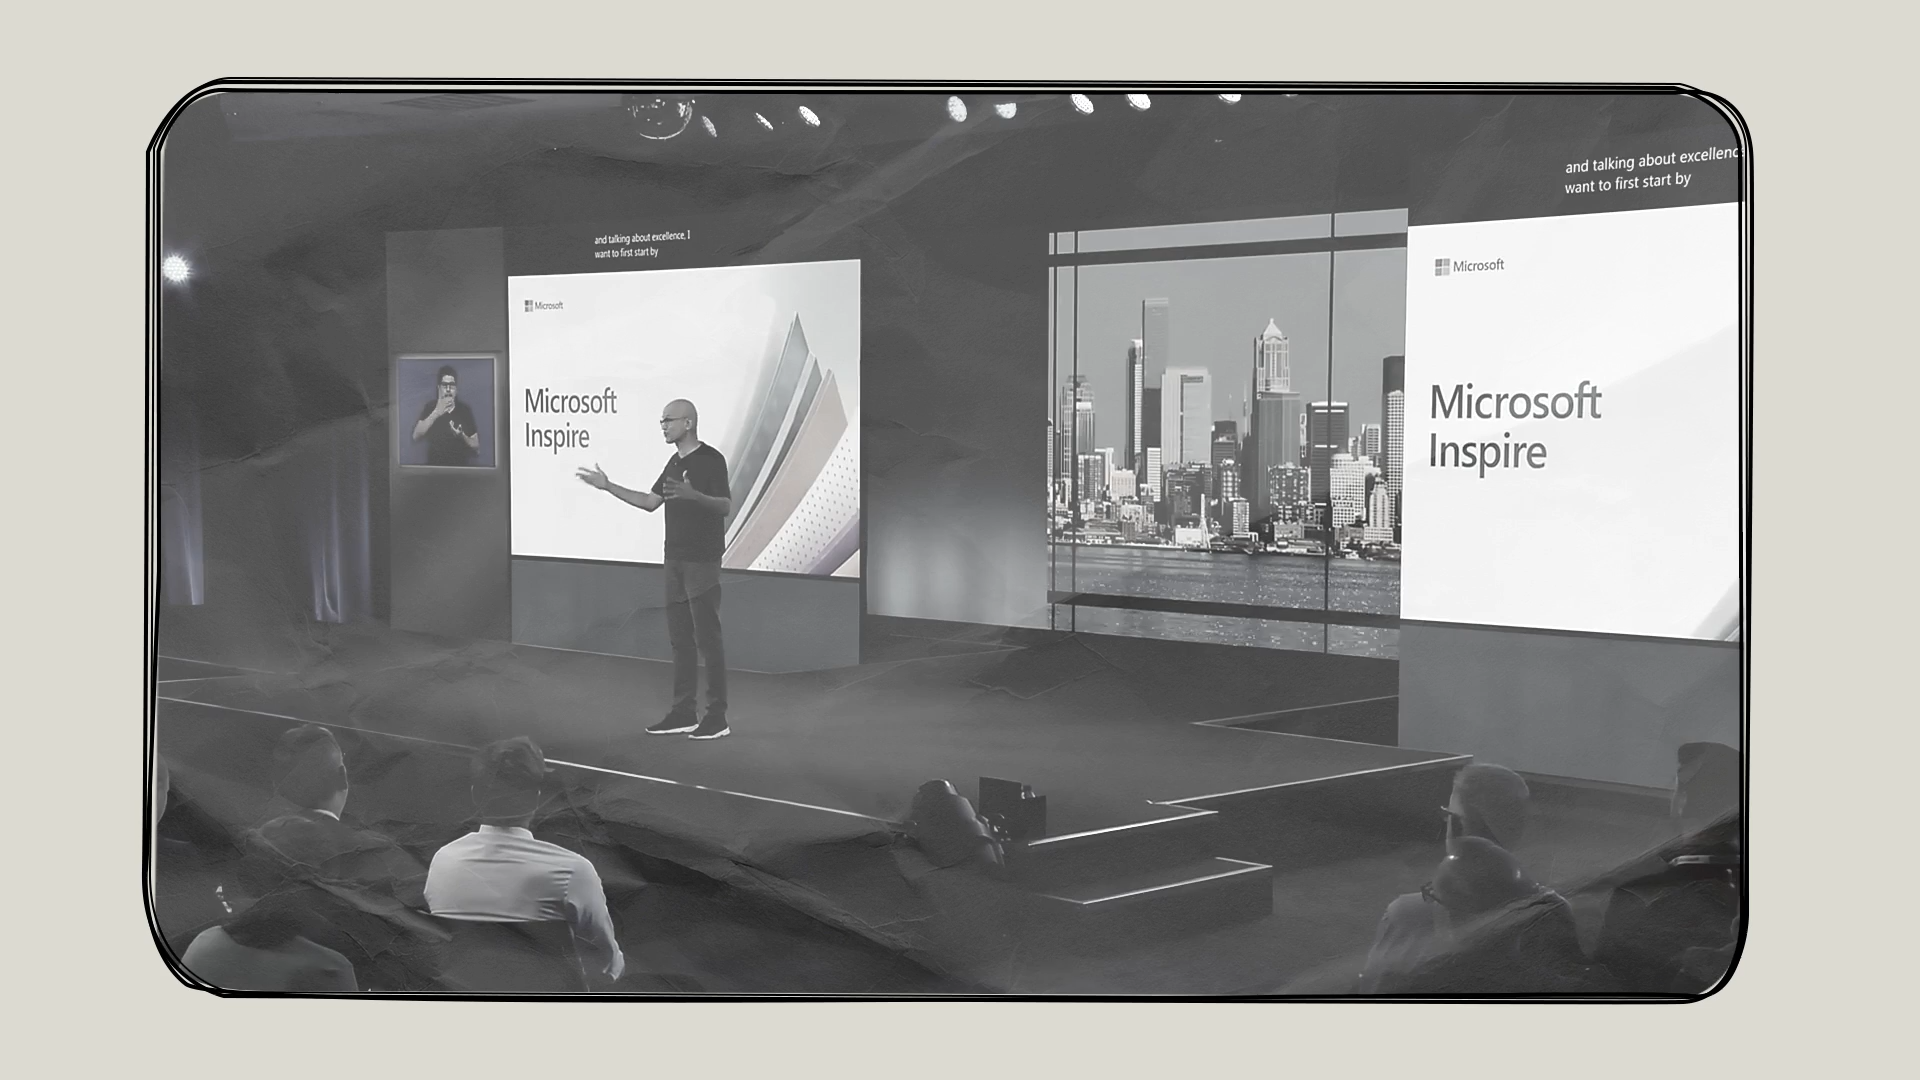 and talking about excellence, I
want to first start by
Microsoft
Microsoft
Inspire
and talking about excellence
want to first start by
Microsoft
Microsoft
Inspire